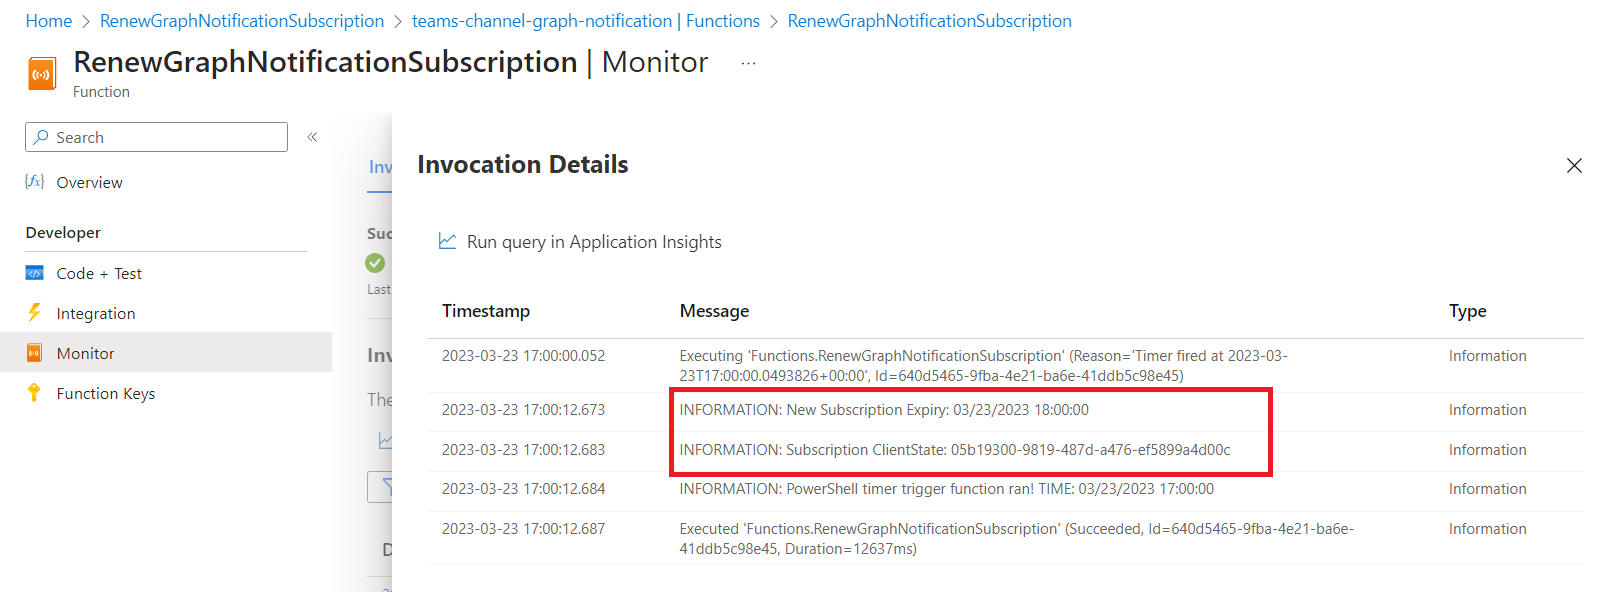 Home > RenewGraphNotificationSubscription > teams-channel-graph-notification | Functions > RenewGraphNotificationSubscription
RenewGraphNotificationSubscription | Monitor ...
Function
Search «
Overview
Developer
Code + Test
Integration
Monitor
Function Keys
Inv
Suc
Last
Inv
The
D
Invocation Details
Run query in Application Insights
Timestamp Message Type
2023-03-23 17:00:00.052 Executing 'Functions.RenewGraphNotificationSubscription' (Reason='Timer fired at 2023-03-
23T17:00:00.0493826+00:00', Id=640d5465-9fba-4e21-ba6e-41ddb5c98e45) Information
2023-03-23 17:00:12.673 INFORMATION: New Subscription Expiry: 03/23/2023 18:00:00 Information
2023-03-23 17:00:12.683 INFORMATION: Subscription ClientState: 05b19300-9819-487d-a476-ef5899a4d00c Information
2023-03-23 17:00:12.684 INFORMATION: PowerShell timer trigger function ran! TIME: 03/23/2023 17:00:00 Information
2023-03-23 17:00:12.687 Executed 'Functions.RenewGraphNotificationSubscription' (Succeeded, Id=640d5465-9fba-4e21-ba6e-
41ddb5c98e45, Duration=12637ms) Information